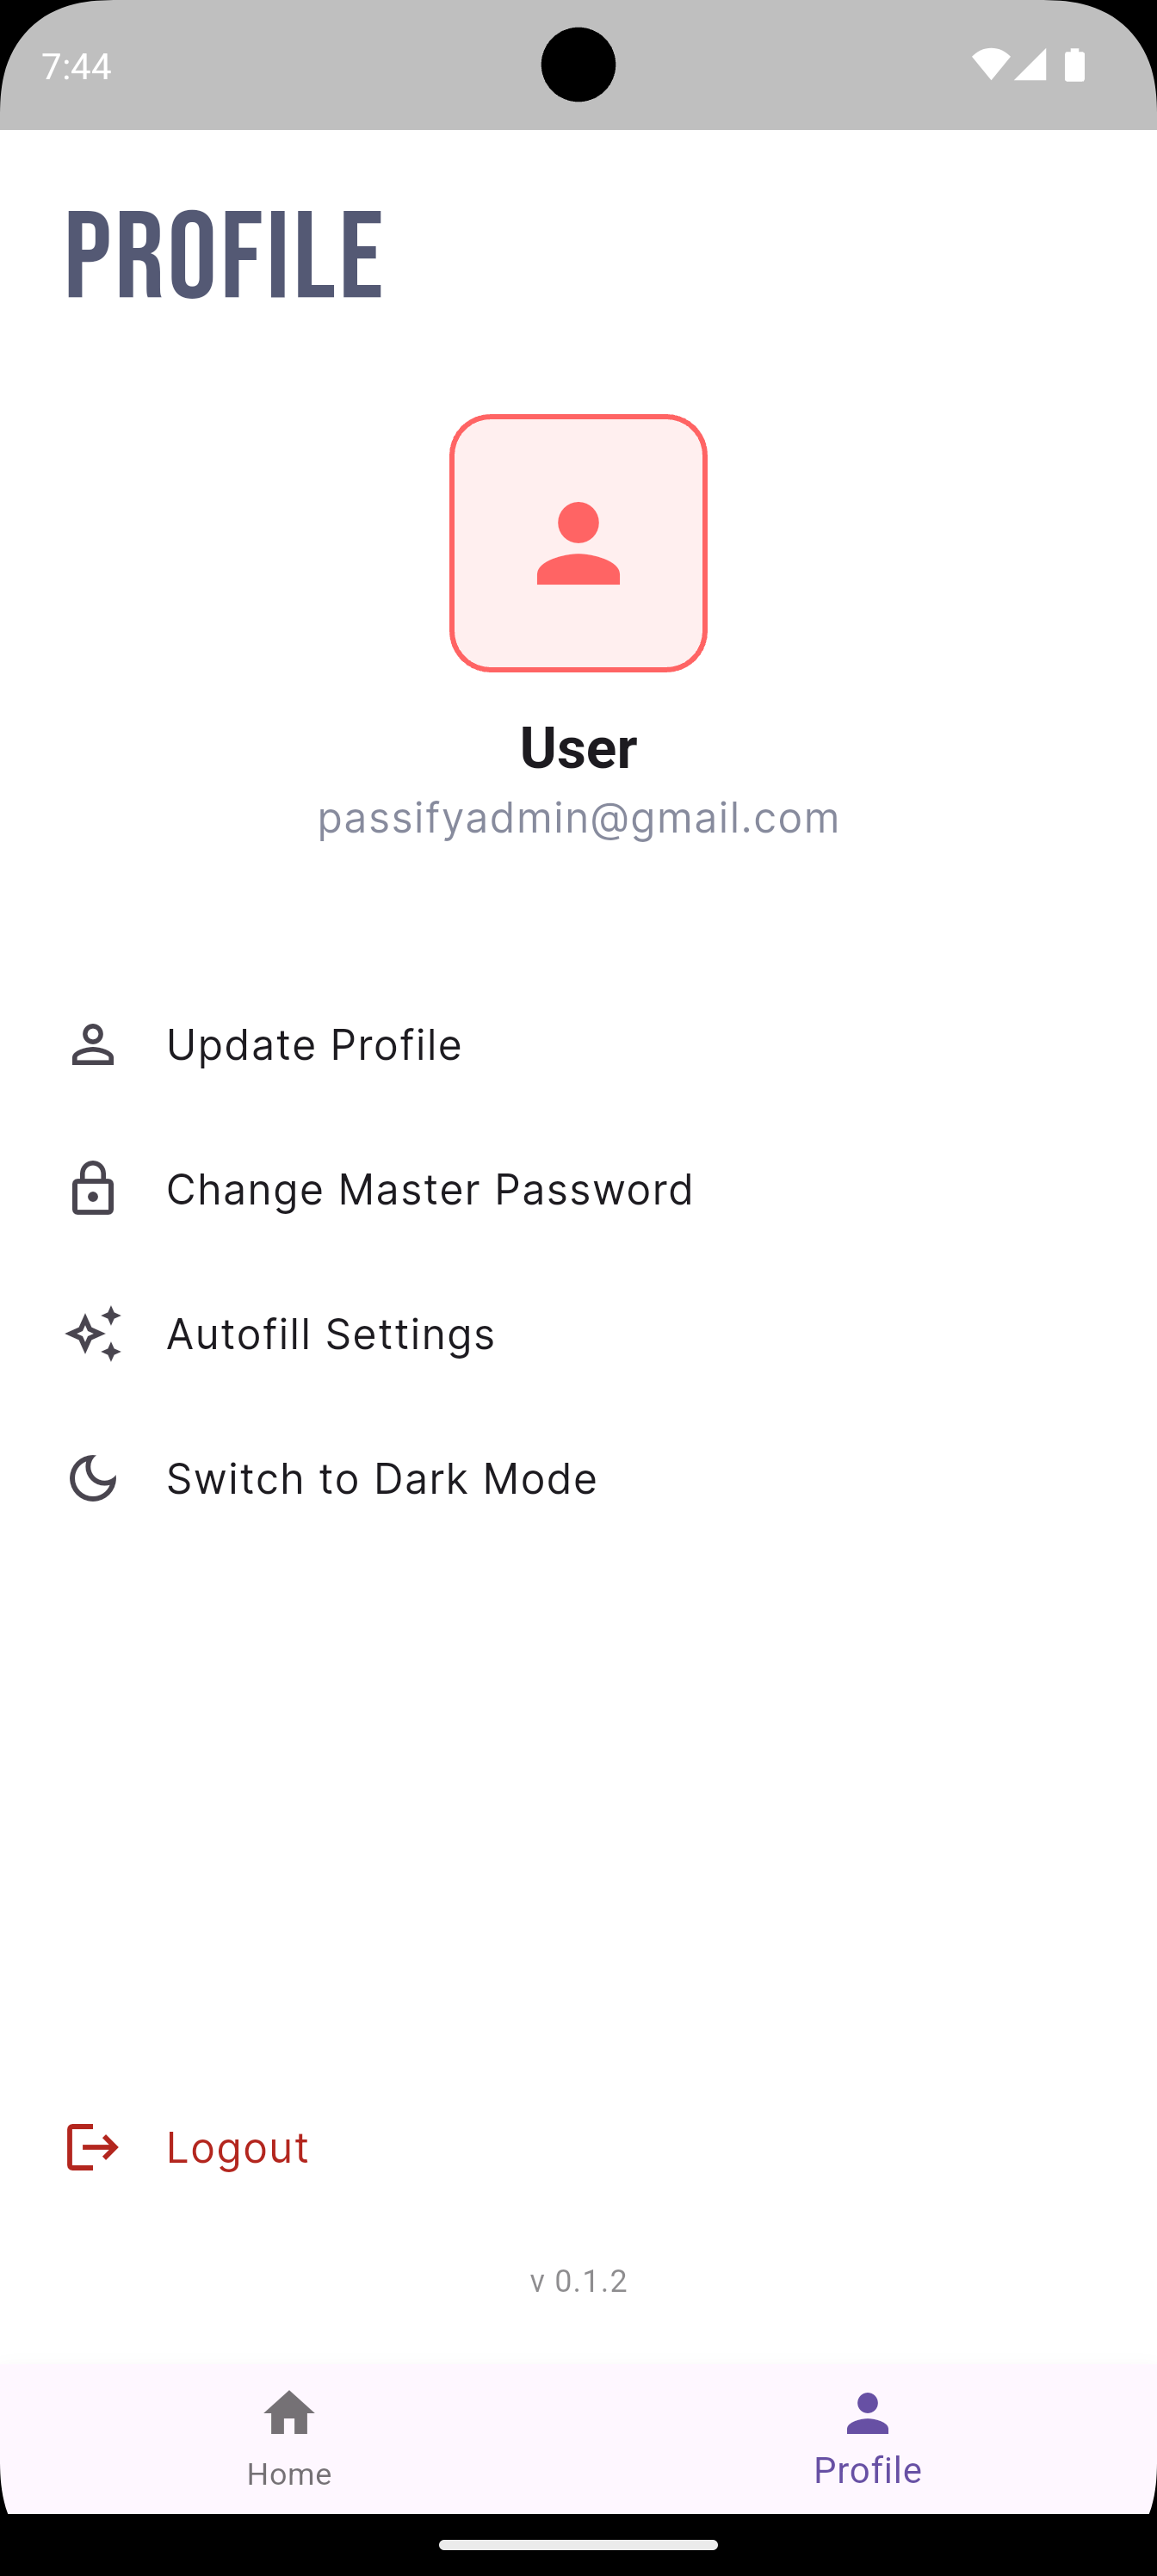 7:44
PROFILE
User
passifyadmin@gmail.com
Update Profile
Change Master Password
Autofill Settings
Switch to Dark Mode
Logout
v 0.1.2
Home
Profile